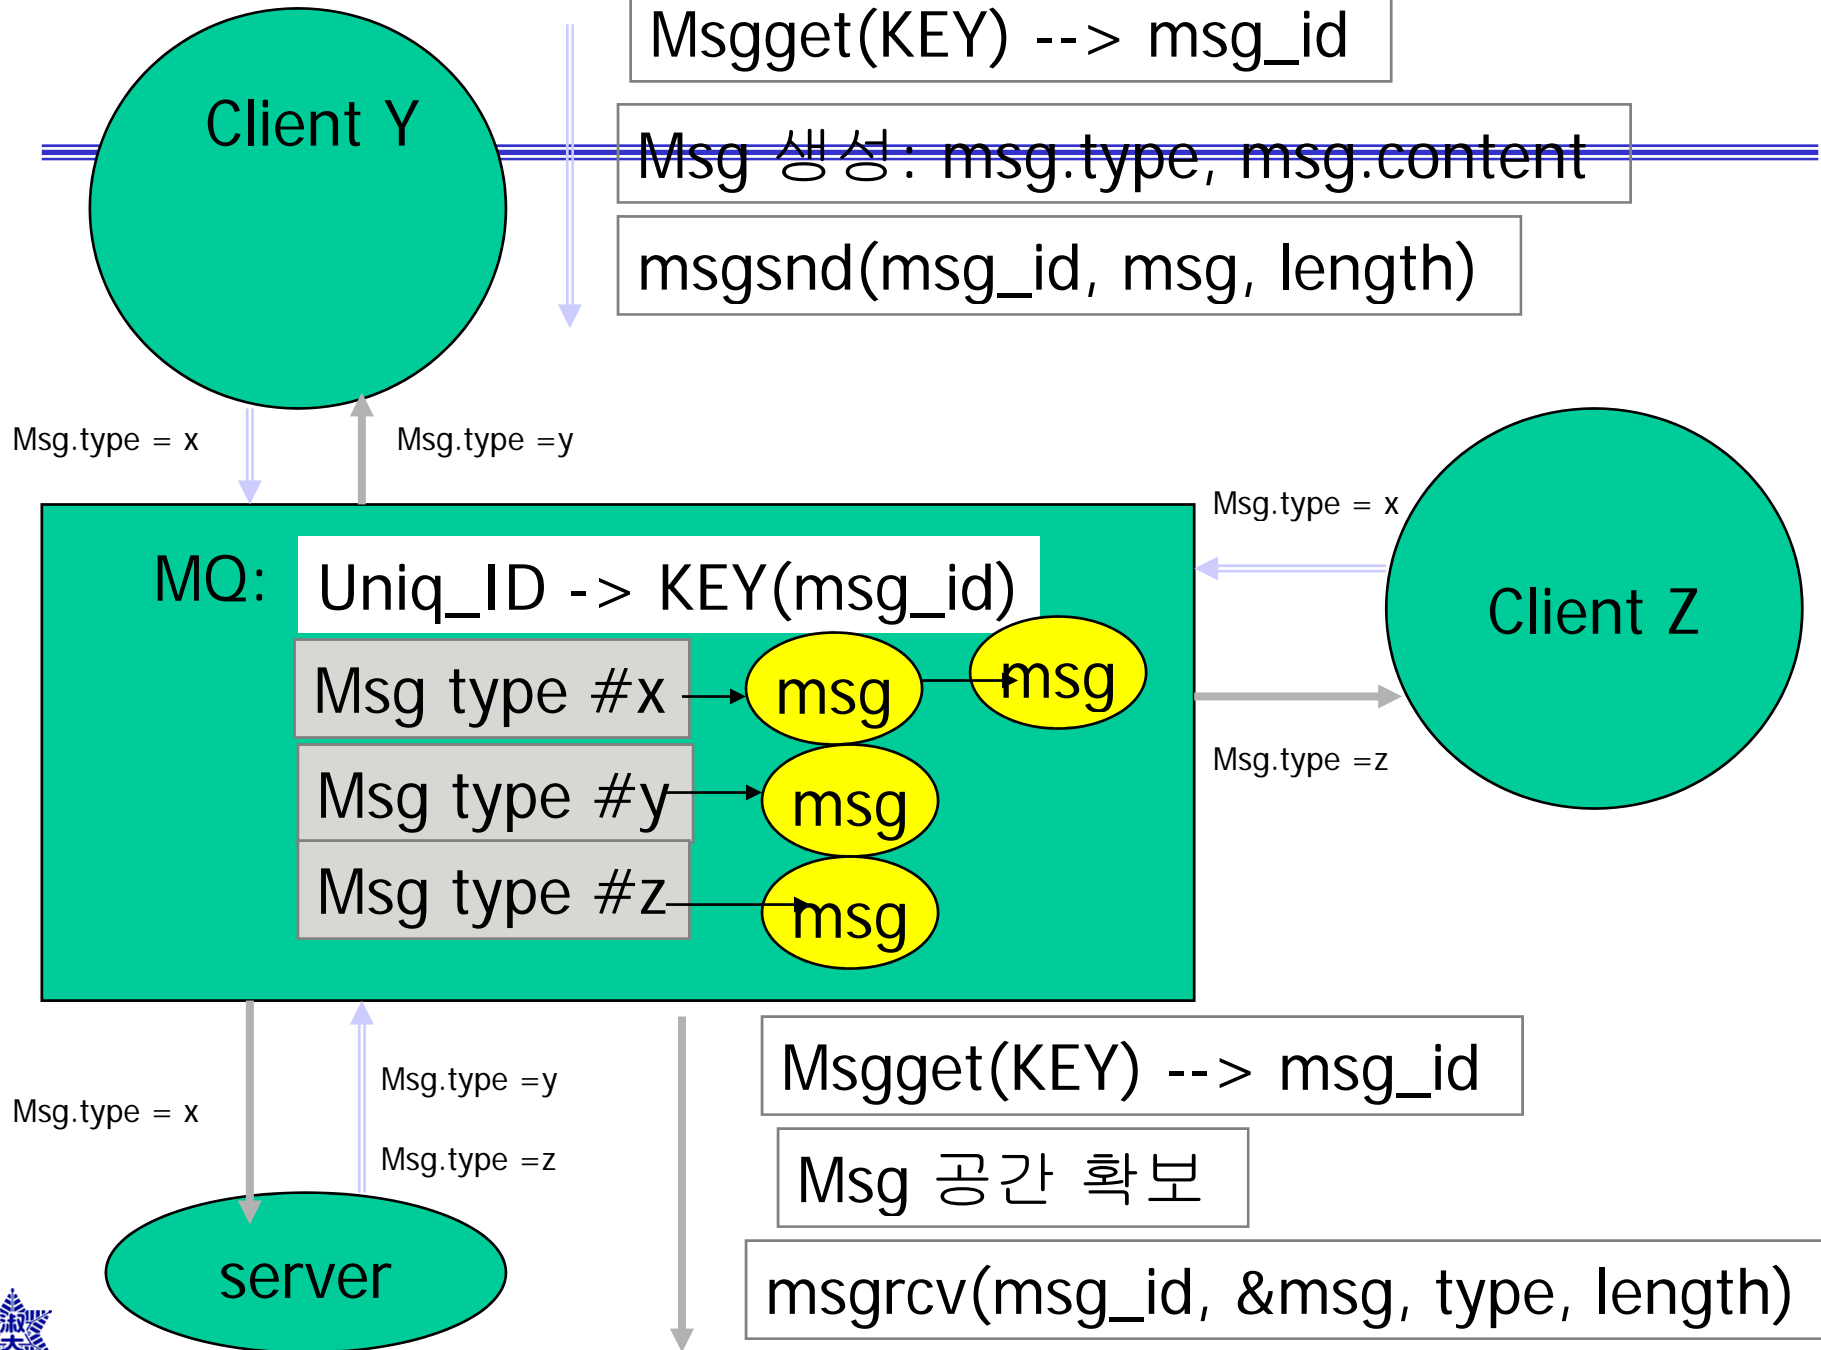 Msgget(KEY) --> msg_id
Client Y
Msg 생성: msg.type, msg.content
msgsnd(msg_id, msg, length)
Msg.type = x
Msg.type =y
Msg.type = x
Client Z
MQ:
Uniq_ID -> KEY(msg_id)
Msg type #x
msg
msg
Msg type #y
msg
Msg.type =z
Msg type #z
msg
Msgget(KEY) --> msg_id
Msg.type =y
Msg.type = x
Msg.type =z
Msg 공간 확보
server
msgrcv(msg_id, &msg, type, length)